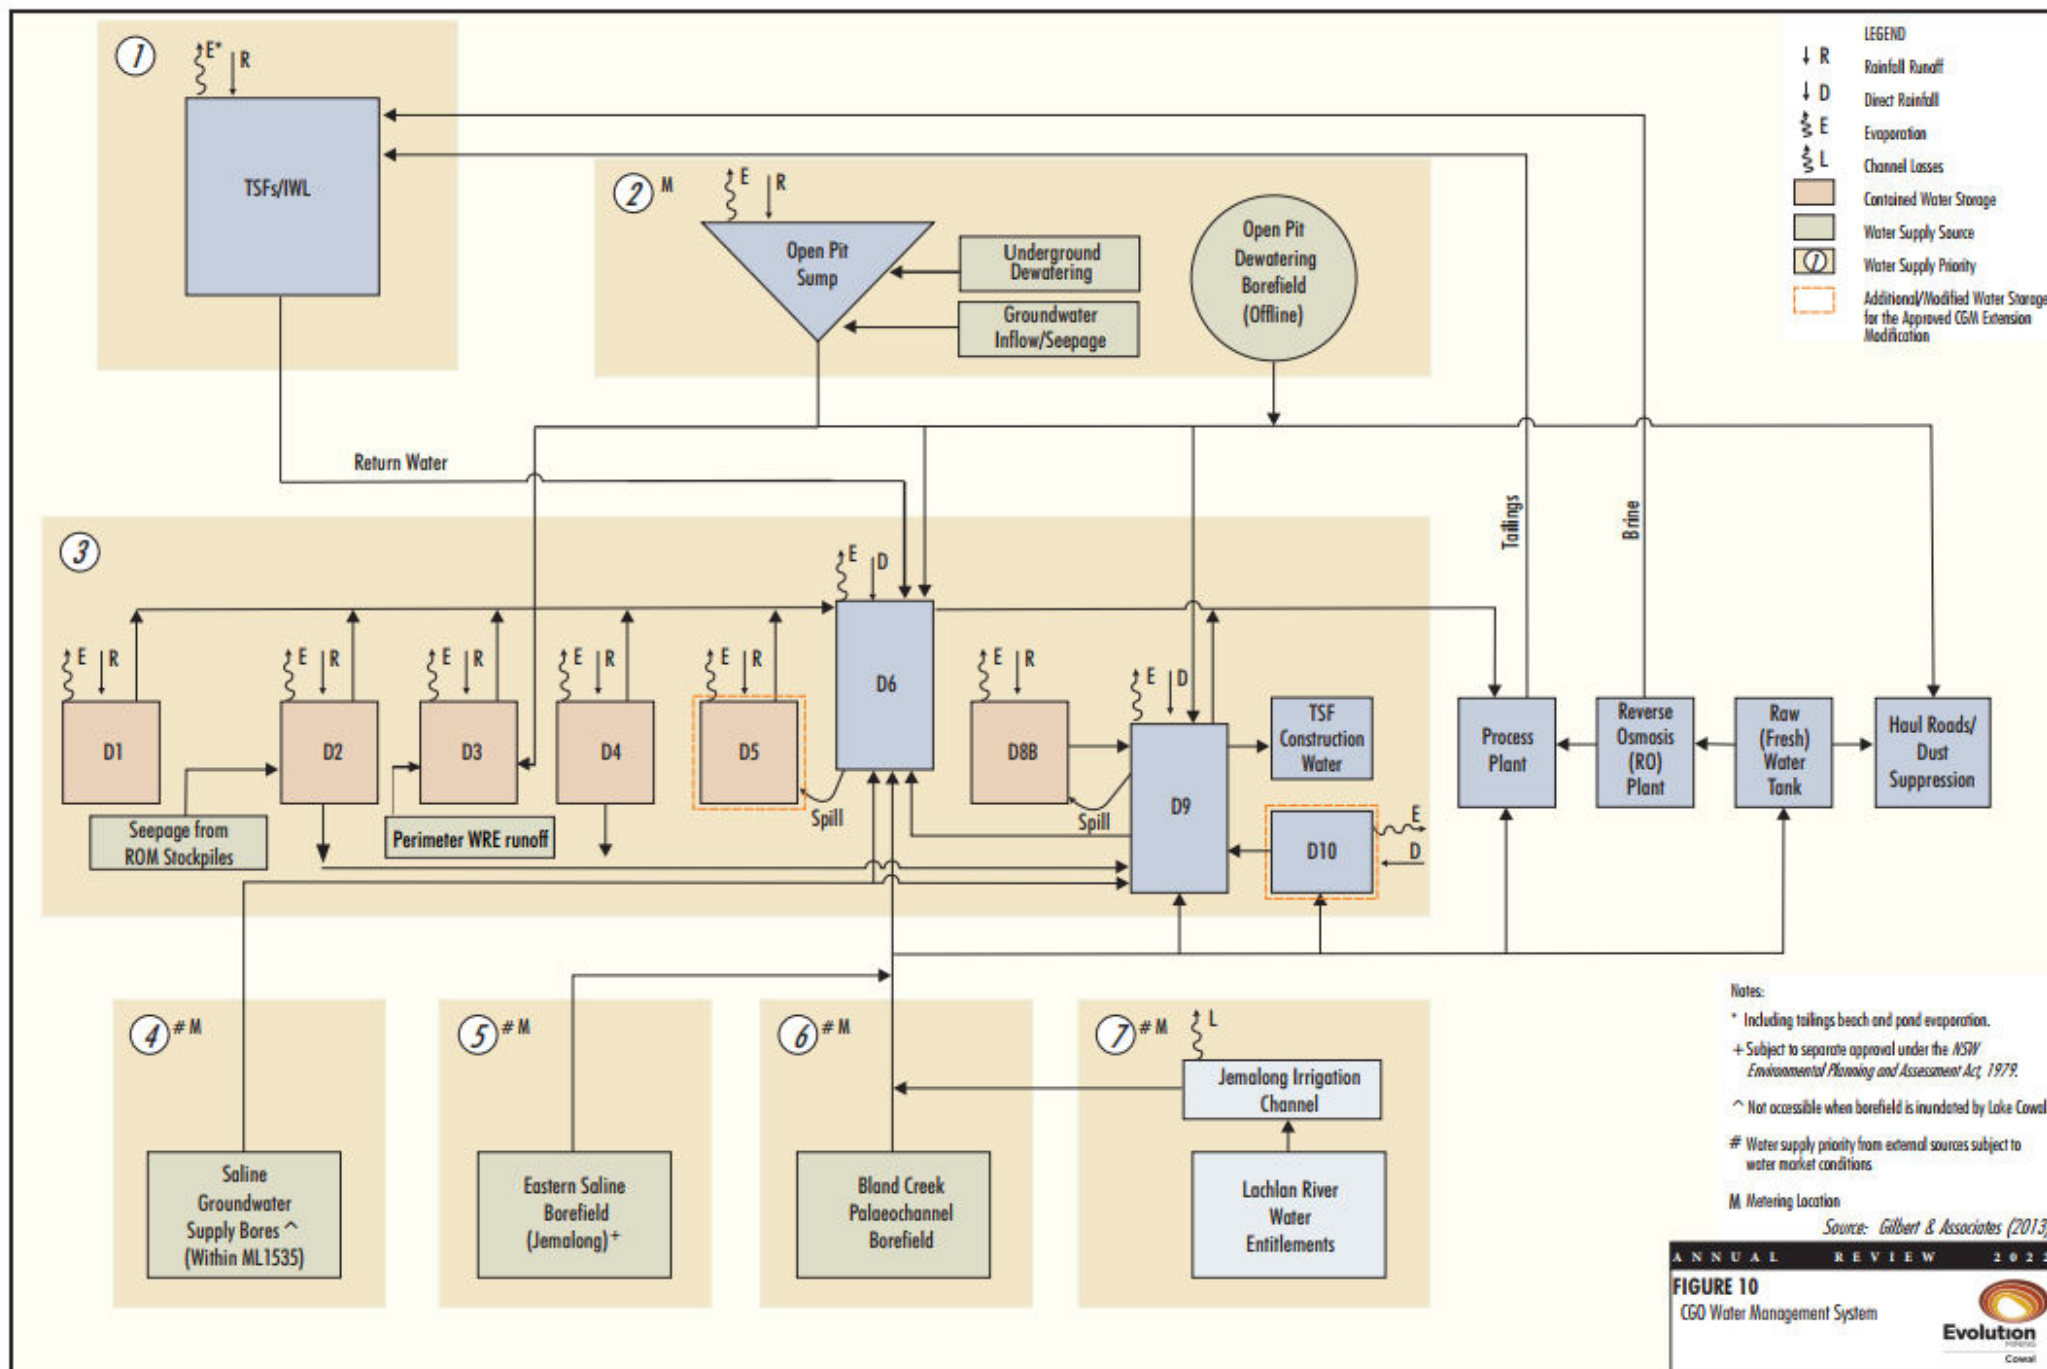 1
E*
R
TSFs/IWL
2 M
E
R
Open Pit
Sump
Underground
Dewatering
Groundwater
Inflow/Seepage
Open Pit
Dewatering
Borefield
(Offline)
LEGEND
R
Rainfall Runoff
D
Direct Rainfall
E
Evaporation
L
Channel Losses
Contained Water Storage
Water Supply Source
1
Water Supply Priority
Additional/Modified Water Storage
for the Approved CGM Extension
Modification
Return Water
Tailings
Brine
3
E
R
D1
E
R
D2
E
R
D3
E
R
D4
E
R
D5
E
D
D6
Spill
E
R
D8B
Spill
E
D
D9
TSF
Construction
Water
D10
E
D
Seepage from
ROM Stockpiles
Perimeter WRE runoff
Process
Plant
Reverse
Osmosis
(RO)
Plant
Raw
(Fresh)
Water
Tank
Haul Roads/
Dust
Suppression
4 # M
Saline
Groundwater
Supply Bores ^
(Within ML1535)
5 # M
Eastern Saline
Borefield
(Jemalong)+
6 # M
Bland Creek
Palaeochannel
Borefield
7 # M
L
Jemalong Irrigation
Channel
Lachlan River
Water
Entitlements
Notes:
* Including tailings beach and pond evaporation.
+ Subject to separate approval under the NSW
Environmental Planning and Assessment Act, 1979.
^ Not accessible when borefield is inundated by Lake Cowal
# Water supply priority from external sources subject to
water market conditions
M Metering Location
Source: Gilbert & Associates (2013)
ANNUAL REVIEW
FIGURE 10
CGO Water Management System
Evolution
MINING
Cowal